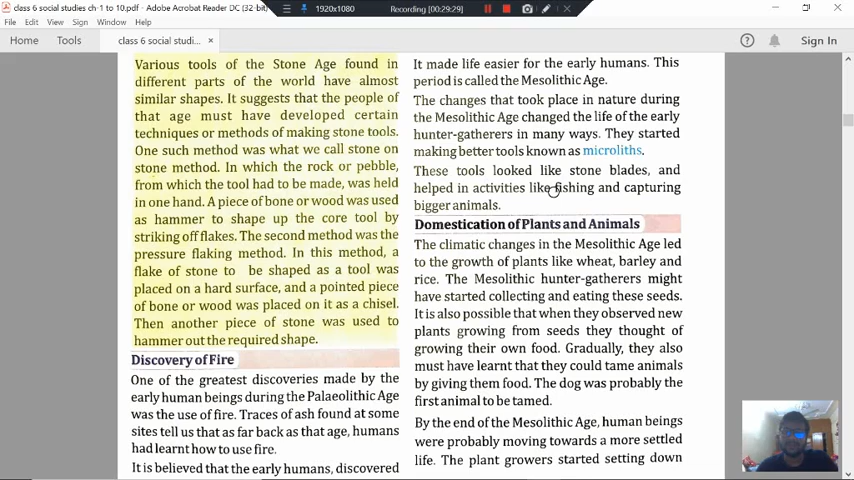 class 6 social studies ch-1 to 10.pdf - Adobe Acrobat Reader DC (32-bit)
1920x1080
Recording [00:29:29]
File Edit View Sign Window Help
Home Tools class 6 social studi... × Sign In
Various tools of the Stone Age found in
different parts of the world have almost
similar shapes. It suggests that the people of
that age must have developed certain
techniques or methods of making stone tools.
One such method was what we call stone on
stone method. In which the rock or pebble,
from which the tool had to be made, was held
in one hand. A piece of bone or wood was used
as hammer to shape up the core tool by
striking off flakes. The second method was the
pressure flaking method. In this method, a
flake of stone to be shaped as a tool was
placed on a hard surface, and a pointed piece
of bone or wood was placed on it as a chisel.
Then another piece of stone was used to
hammer out the required shape.
Discovery of Fire
One of the greatest discoveries made by the
early human beings during the Palaeolithic Age
was the use of fire. Traces of ash found at some
sites tell us that as far back as that age, humans
had learnt how to use fire.
It is believed that the early humans, discovered
It made life easier for the early humans. This
period is called the Mesolithic Age.
The changes that took place in nature during
the Mesolithic Age changed the life of the early
hunter-gatherers in many ways. They started
making better tools known as microliths.
These tools looked like stone blades, and
helped in activities like fishing and capturing
bigger animals.
Domestication of Plants and Animals
The climatic changes in the Mesolithic Age led
to the growth of plants like wheat, barley and
rice. The Mesolithic hunter-gatherers might
have started collecting and eating these seeds.
It is also possible that when they observed new
plants growing from seeds they thought of
growing their own food. Gradually, they also
must have learnt that they could tame animals
by giving them food. The dog was probably the
first animal to be tamed.
By the end of the Mesolithic Age, human beings
were probably moving towards a more settled
life. The plant growers started setting down